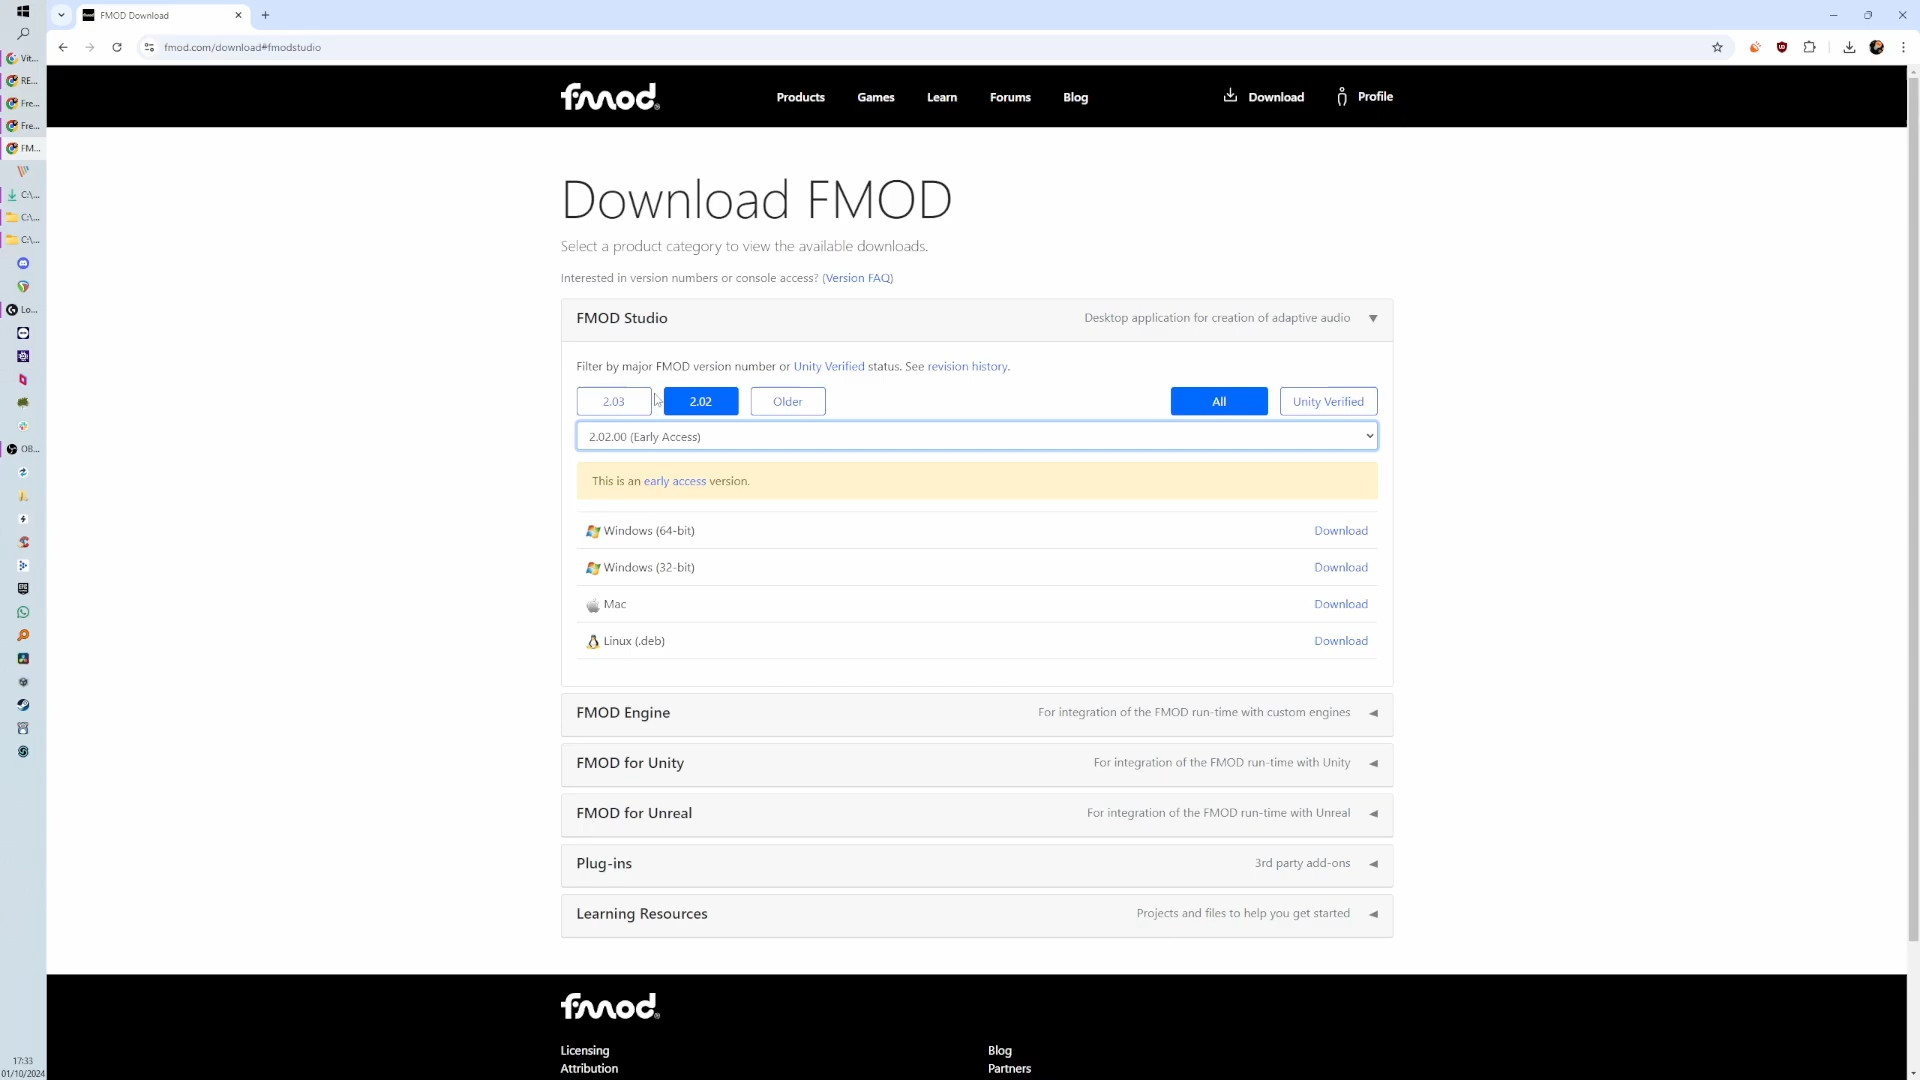 FMOD Download
fmod.com/download#fmodstudio
Vit...
RE...
Fre...
Fre...
FM...
C:\...
C:\...
C:\...
Lo...
OB...
17:33
01/10/2024
fmod®
Products
Games
Learn
Forums
Blog
Download
Profile
Download FMOD
Select a product category to view the available downloads.
Interested in version numbers or console access? (Version FAQ)
FMOD Studio
Desktop application for creation of adaptive audio
Filter by major FMOD version number or Unity Verified status. See revision history.
2.03
2.02
Older
All
Unity Verified
2.02.00 (Early Access)
This is an early access version.
Windows (64-bit)
Download
Windows (32-bit)
Download
Mac
Download
Linux (.deb)
Download
FMOD Engine
For integration of the FMOD run-time with custom engines
FMOD for Unity
For integration of the FMOD run-time with Unity
FMOD for Unreal
For integration of the FMOD run-time with Unreal
Plug-ins
3rd party add-ons
Learning Resources
Projects and files to help you get started
fmod®
Licensing
Attribution
Blog
Partners